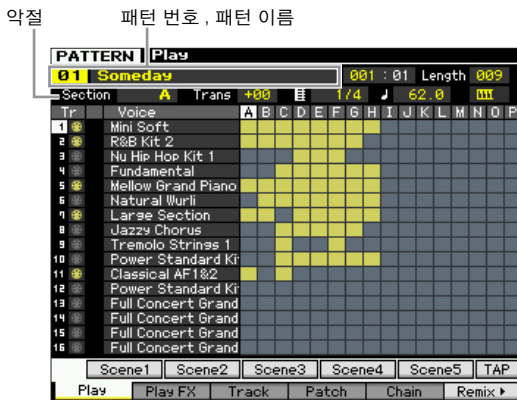 악절 패턴 번호 , 패턴 이름
PATTERN Play
01 Someday 001 : 01 Length 009
Section A Trans +00 1/4 62.0
Tr Voice A B C D E F G H I J K L M N O P
1 Mini Soft
2 R&B Kit 2
3 Nu Hip Hop Kit 1
4 Fundamental
5 Mellow Grand Piano
6 Natural Wurli
7 Large Section
8 Jazzy Chorus
9 Tremolo Strings 1
10 Power Standard Ki
11 Classical AF1&2
12 Power Standard Ki
13 Full Concert Grand
14 Full Concert Grand
15 Full Concert Grand
16 Full Concert Grand
Scene1 Scene2 Scene3 Scene4 Scene5 TAP
Play Play FX Track Patch Chain Remix